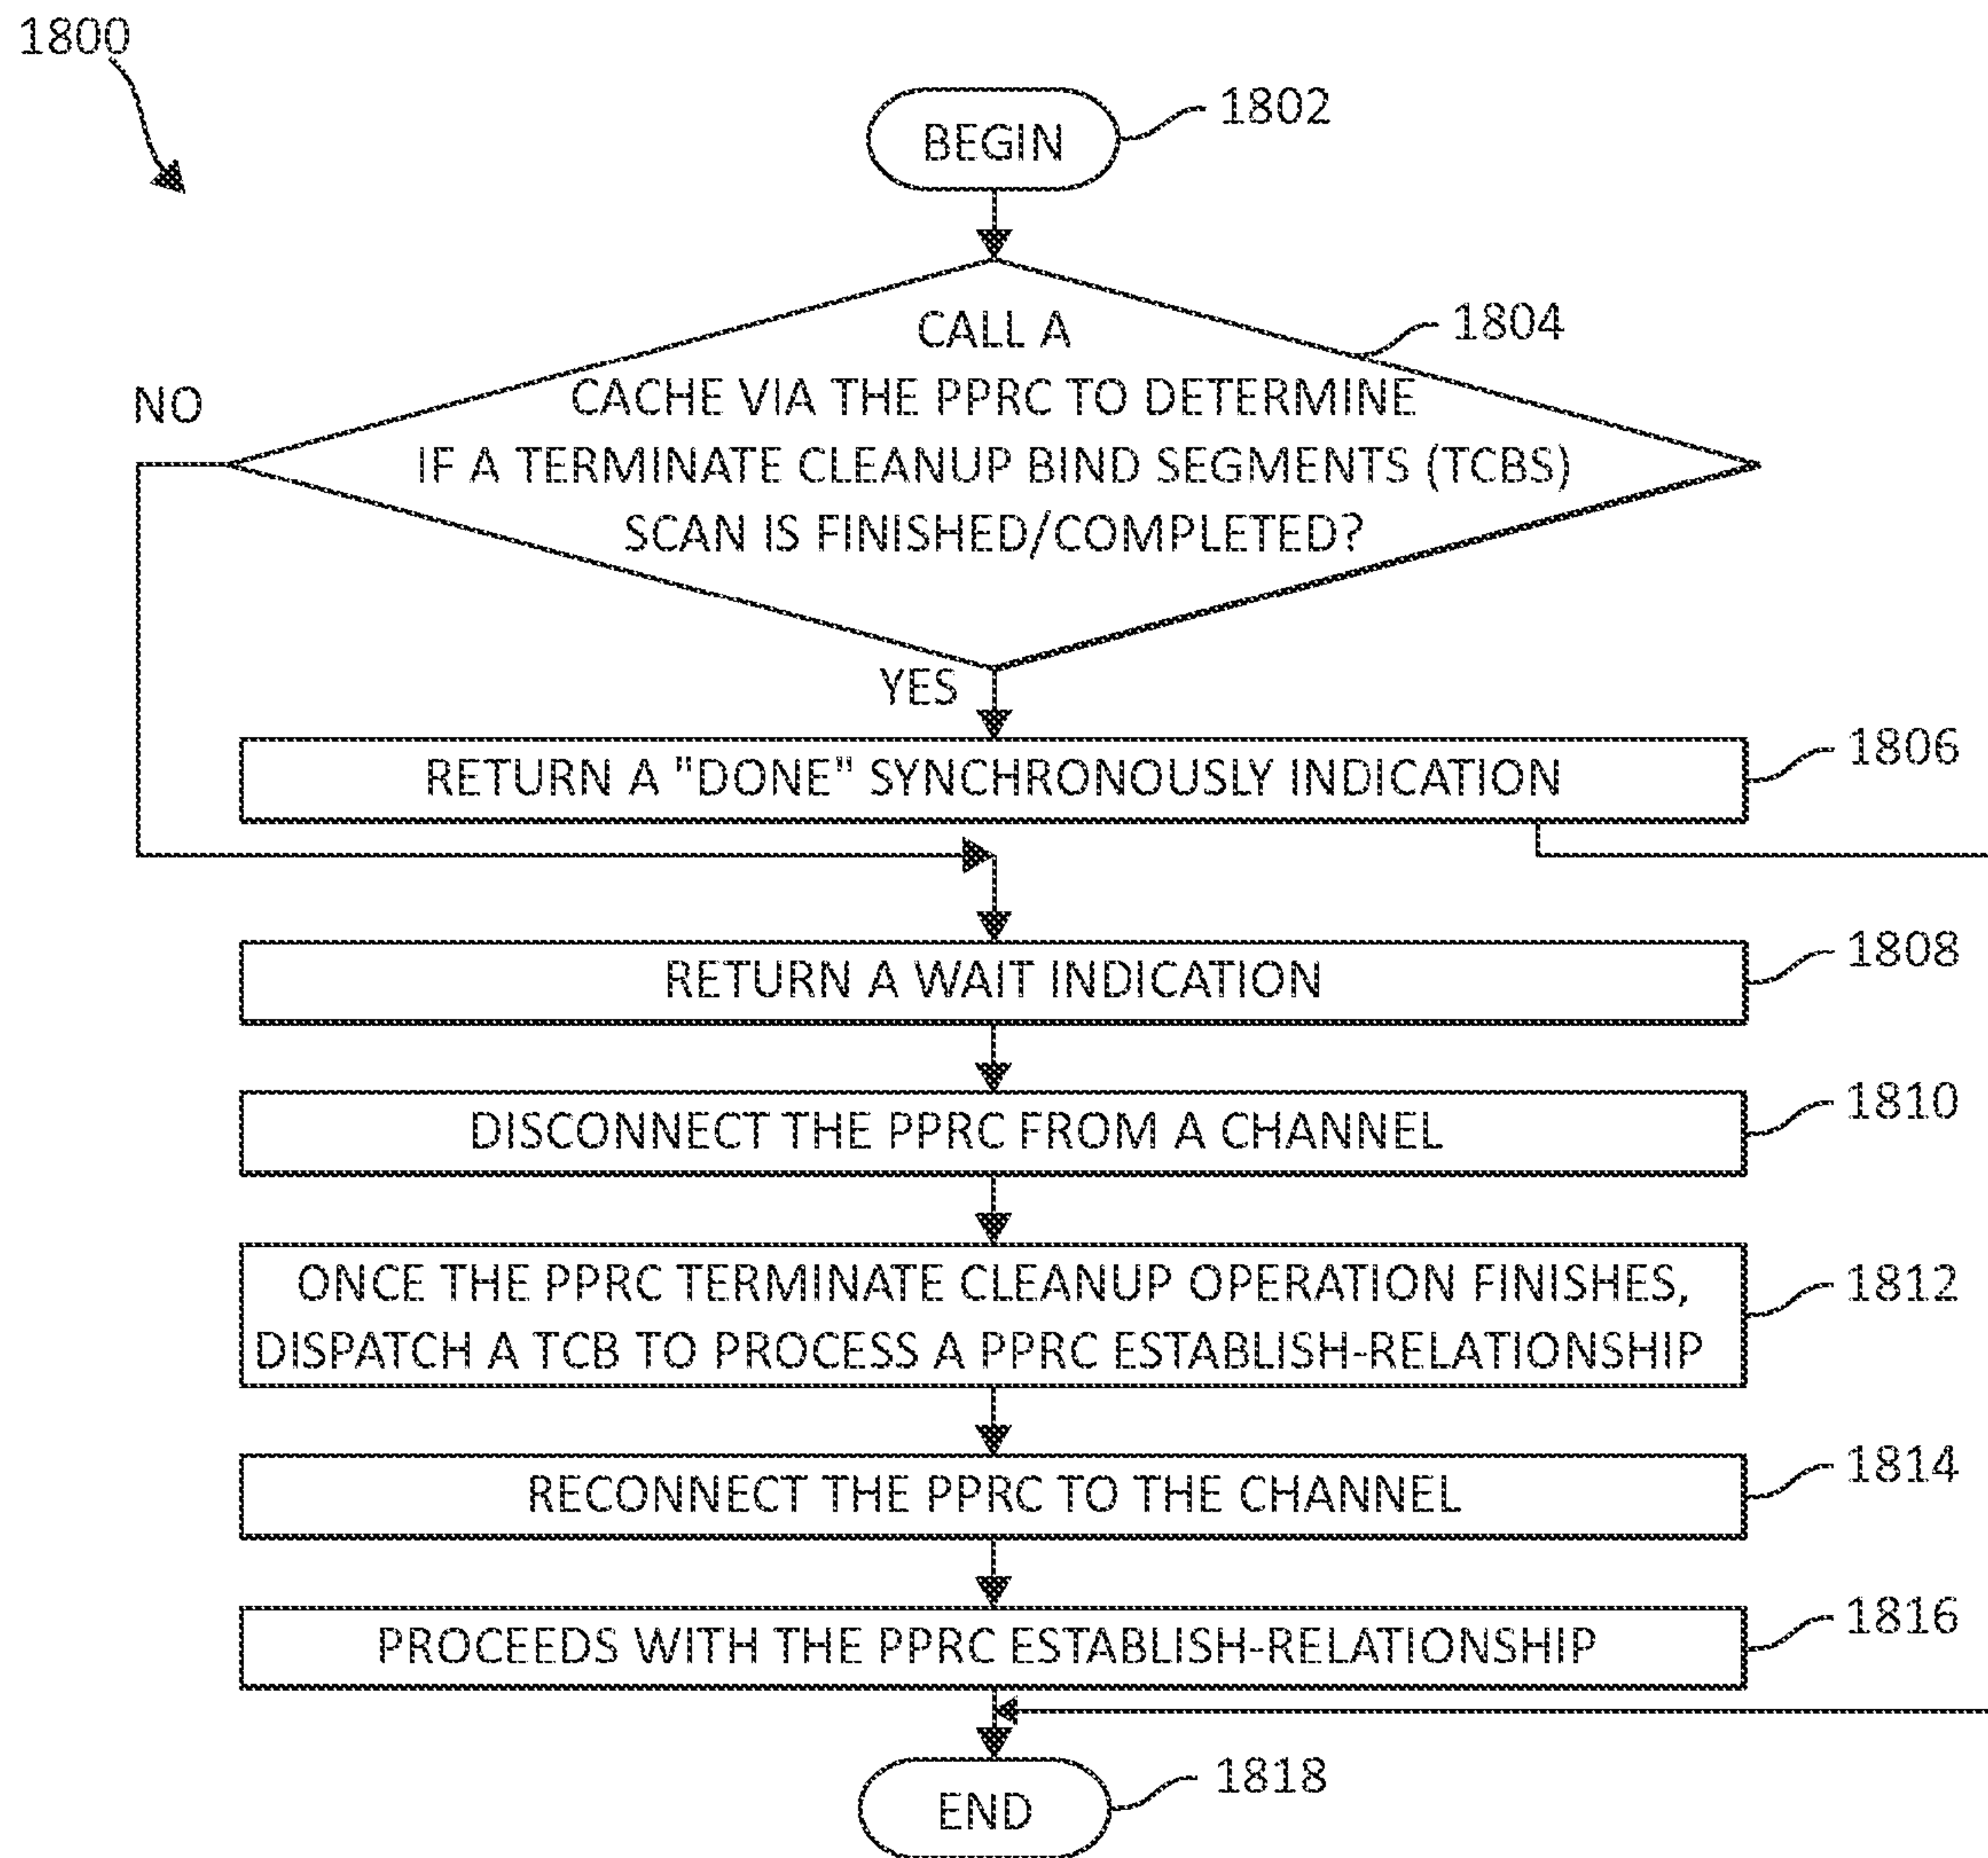 1800
BEGIN
1802
CALL A
1804
NO
CACHE VIA THE PPRC TO DETERMINE
IF A TERMINATE CLEANUP BIND SEGMENTS (TCBS)
SCAN IS FINISHED/COMPLETED?
YES
RETURN A "DONE" SYNCHRONOUSLY INDICATION
1806
RETURN A WAIT INDICATION
1808
DISCONNECT THE PPRC FROM A CHANNEL
1810
ONCE THE PPRC TERMINATE CLEANUP OPERATION FINISHES,
DISPATCH A TCB TO PROCESS A PPRC ESTABLISH-RELATIONSHIP
1812
RECONNECT THE PPRC TO THE CHANNEL
1814
PROCEEDS WITH THE PPRC ESTABLISH-RELATIONSHIP
1816
END
1818